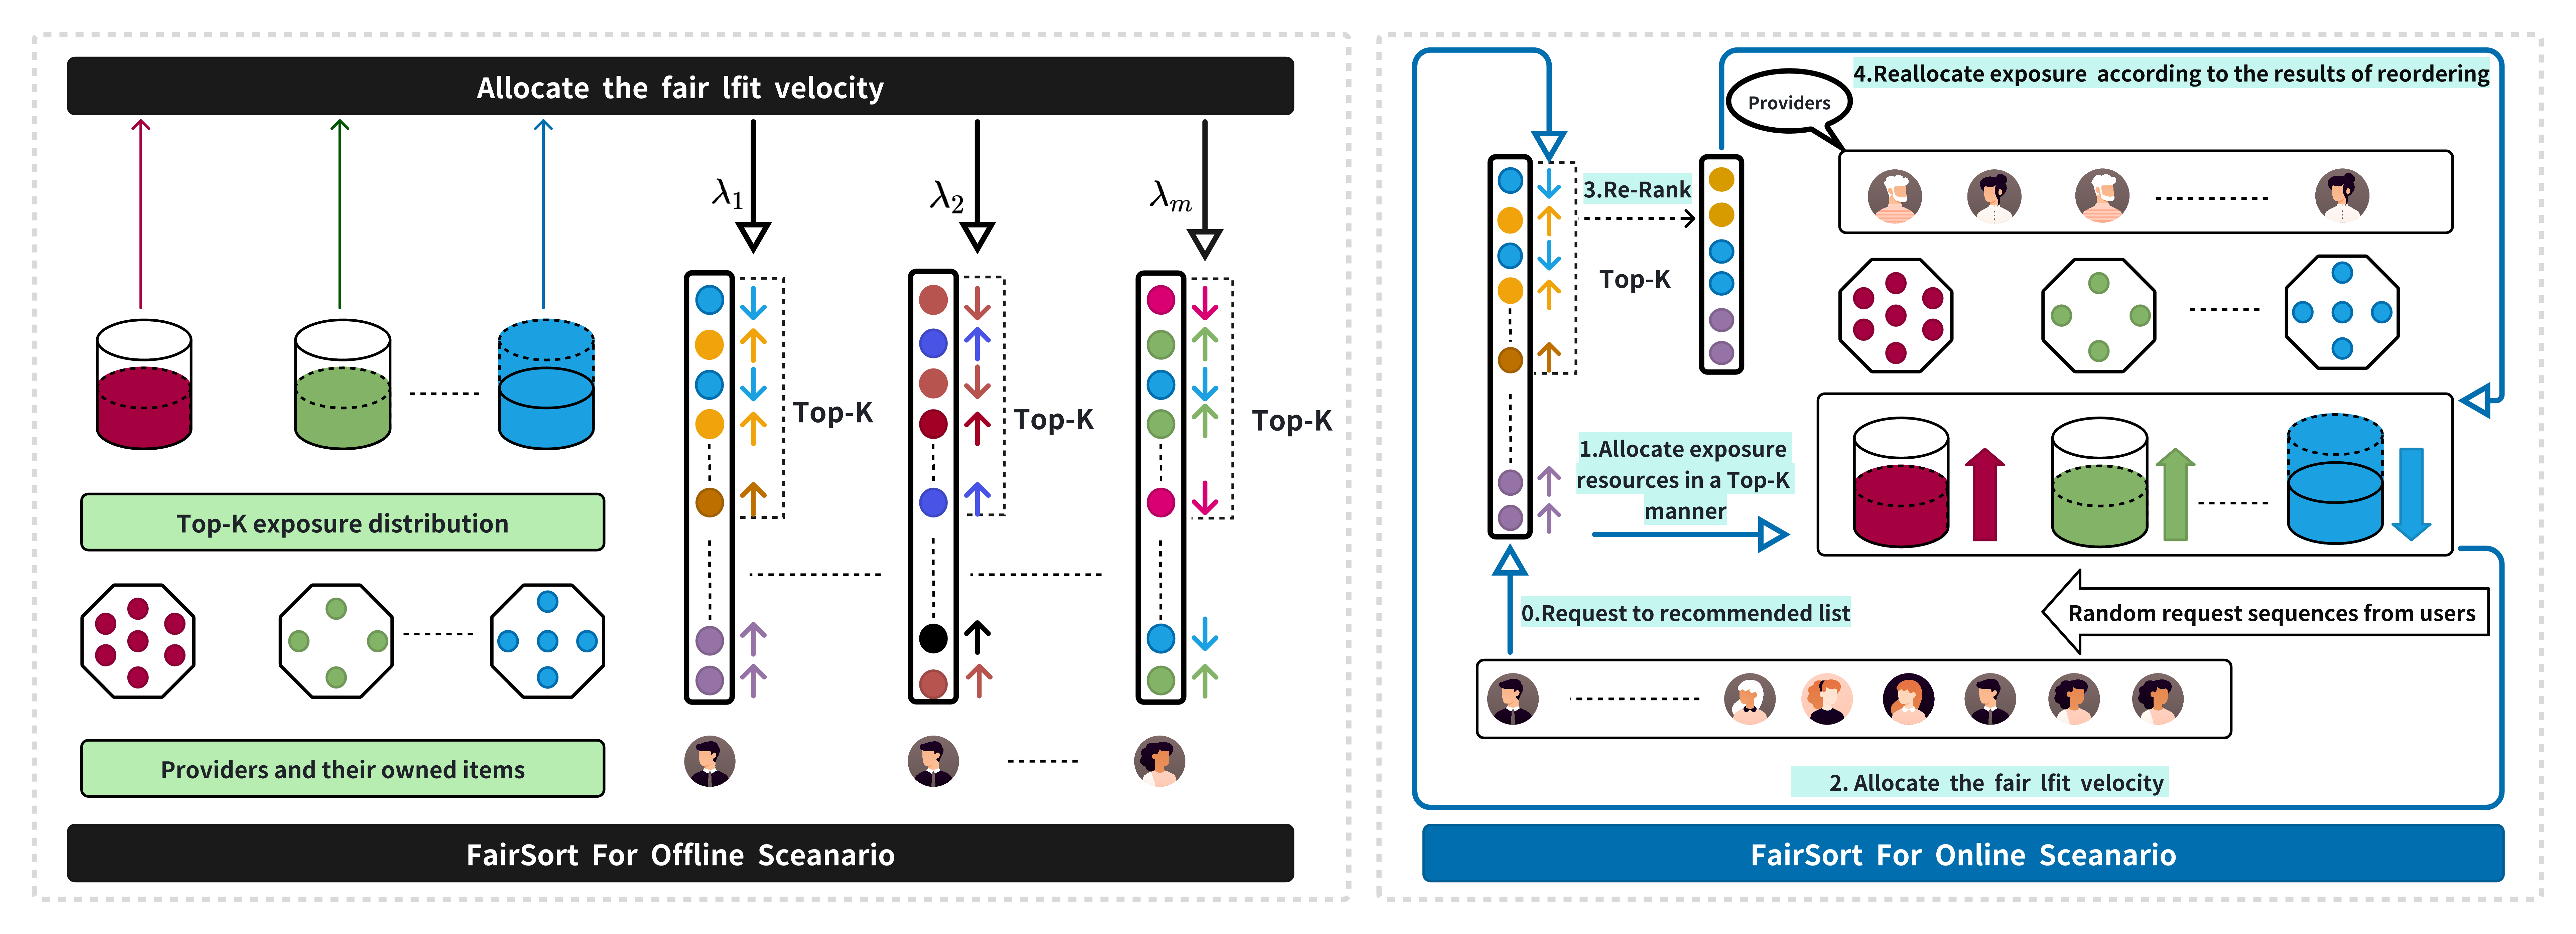 Allocate the fair lfit velocity
λ1
λ2
λm
Top-K
Top-K
Top-K
Top-K exposure distribution
Providers and their owned items
FairSort For Offline Sceanario
4.Reallocate exposure according to the results of reordering
Providers
3.Re-Rank
Top-K
1.Allocate exposure
resources in a Top-K
manner
0.Request to recommended list
Random request sequences from users
2. Allocate the fair lfit velocity
FairSort For Online Sceanario